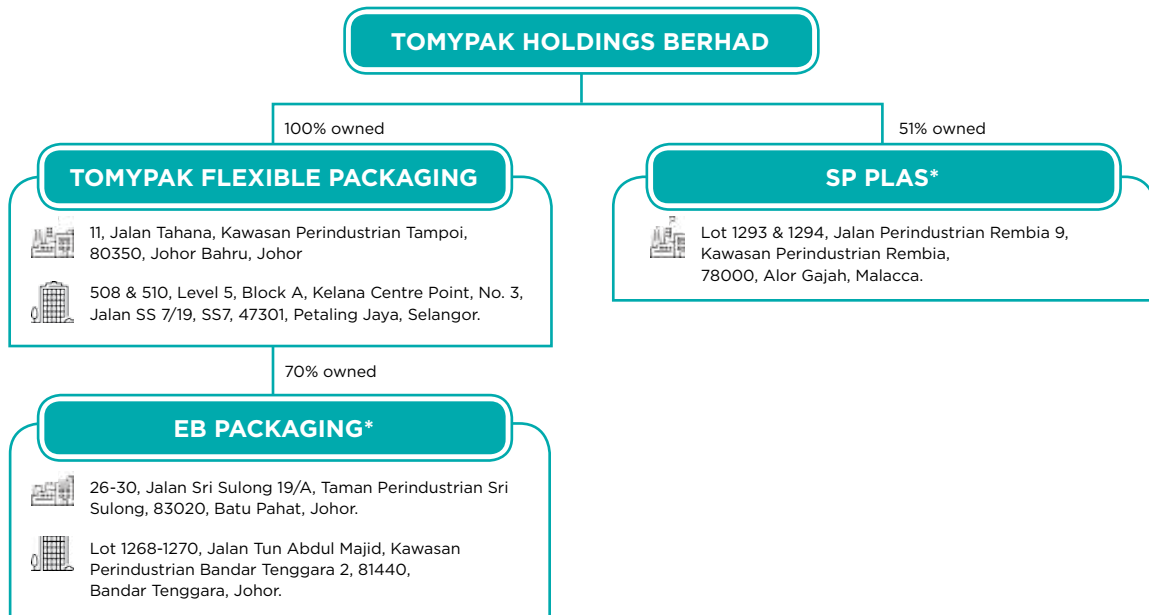 TOMYPAK HOLDINGS BERHAD
100% owned
51% owned
TOMYPAK FLEXIBLE PACKAGING
11, Jalan Tahana, Kawasan Perindustrian Tampoi,
80350, Johor Bahru, Johor
508 & 510, Level 5, Block A, Kelana Centre Point, No. 3,
Jalan SS 7/19, SS7, 47301, Petaling Jaya, Selangor.
SP PLAS*
Lot 1293 & 1294, Jalan Perindustrian Rembia 9,
Kawasan Perindustrian Rembia,
78000, Alor Gajah, Malacca.
70% owned
EB PACKAGING*
26-30, Jalan Sri Sulong 19/A, Taman Perindustrian Sri
Sulong, 83020, Batu Pahat, Johor.
Lot 1268-1270, Jalan Tun Abdul Majid, Kawasan
Perindustrian Bandar Tenggara 2, 81440,
Bandar Tenggara, Johor.